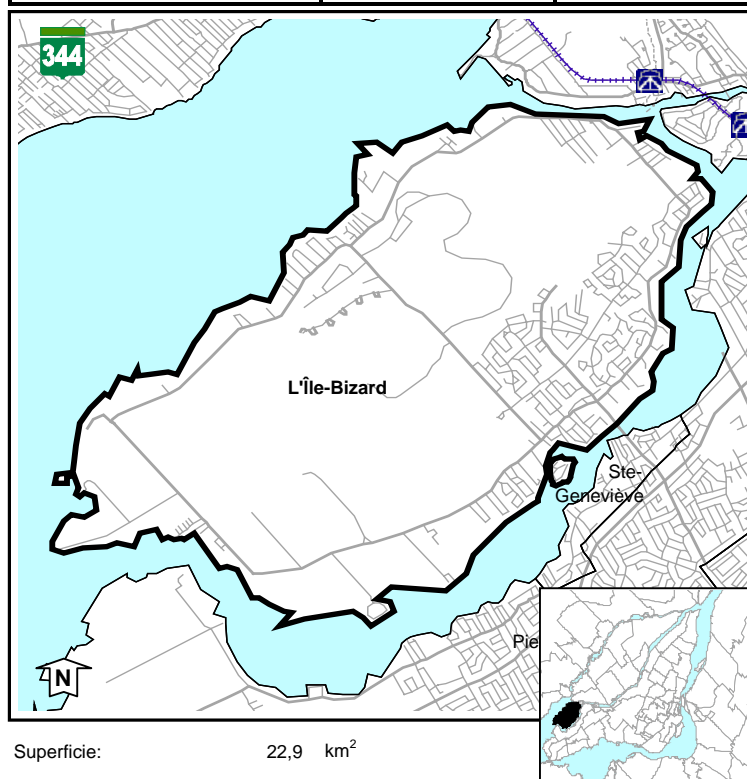 344
L'Île-Bizard
Ste-
Geneviève
Pie
N
Superficie: 22,9 km²